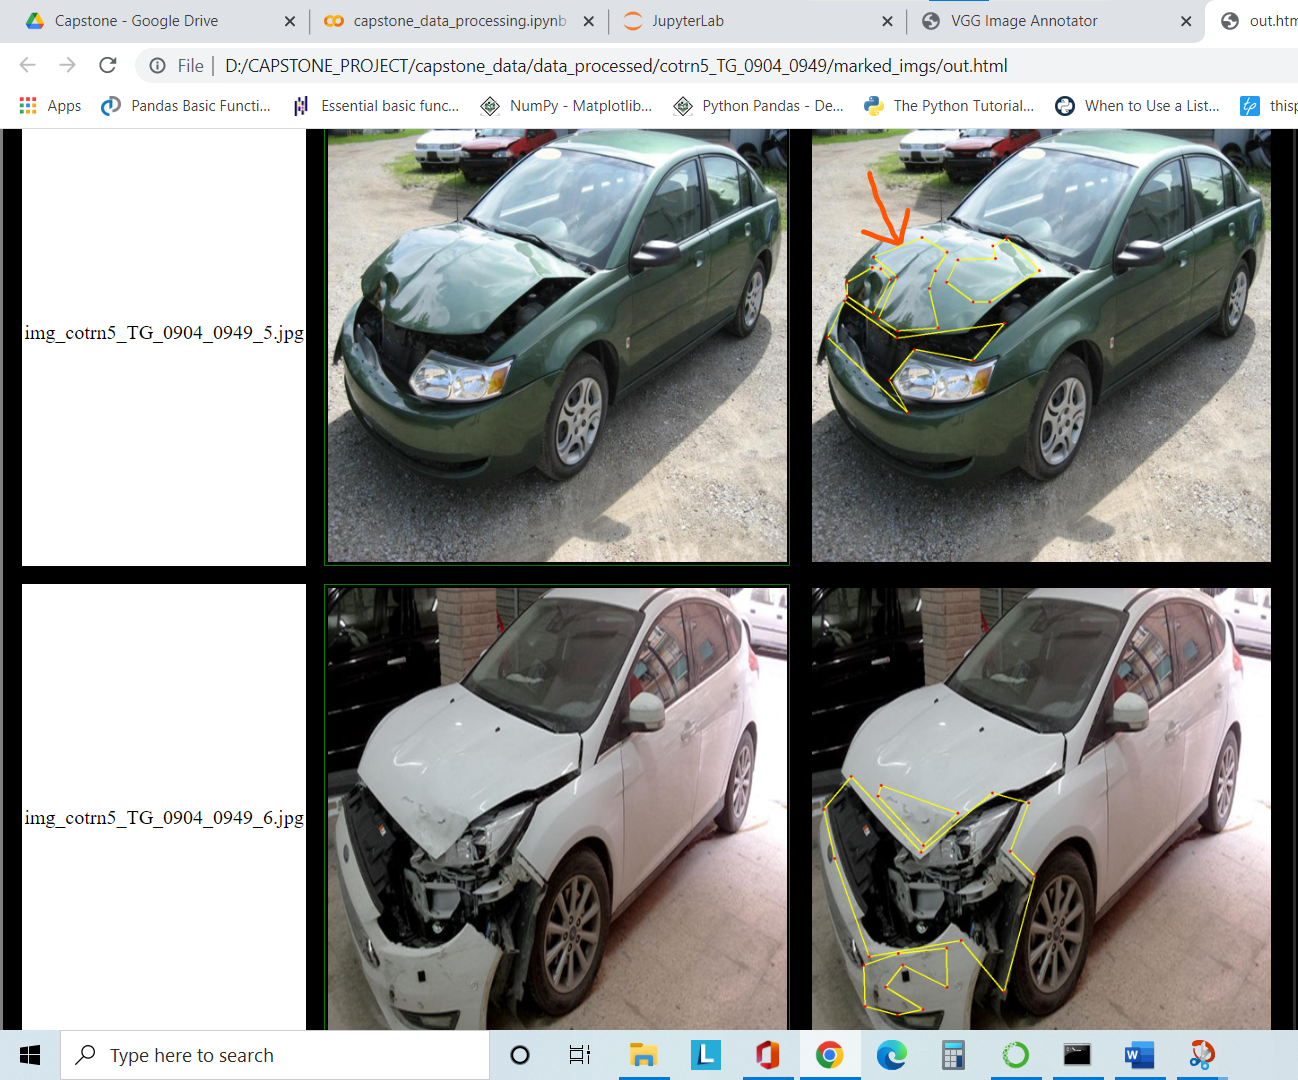 Capstone - Google Drive
capstone_data_processing.ipynb
JupyterLab
VGG Image Annotator
out.htm
File | D:/CAPSTONE_PROJECT/capstone_data/data_processed/cotrn5_TG_0904_0949/marked_imgs/out.html
Apps
Pandas Basic Functi...
Essential basic func...
NumPy - Matplotlib...
Python Pandas - De...
The Python Tutorial...
When to Use a List...
tp
thisp
img_cotrn5_TG_0904_0949_5.jpg
img_cotrn5_TG_0904_0949_6.jpg
Type here to search
L
W